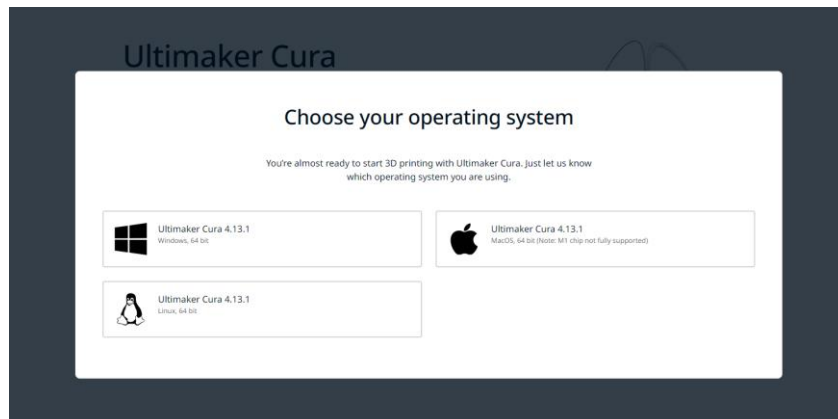 Ultimaker Cura
Choose your operating system
You're almost ready to start 3D printing with Ultimaker Cura. Just let us know
which operating system you are using.
Ultimaker Cura 4.13.1
Windows, 64 bit
Ultimaker Cura 4.13.1
MacOS, 64 bit (Note: M1 chip not fully supported)
Ultimaker Cura 4.13.1
Linux, 64 bit